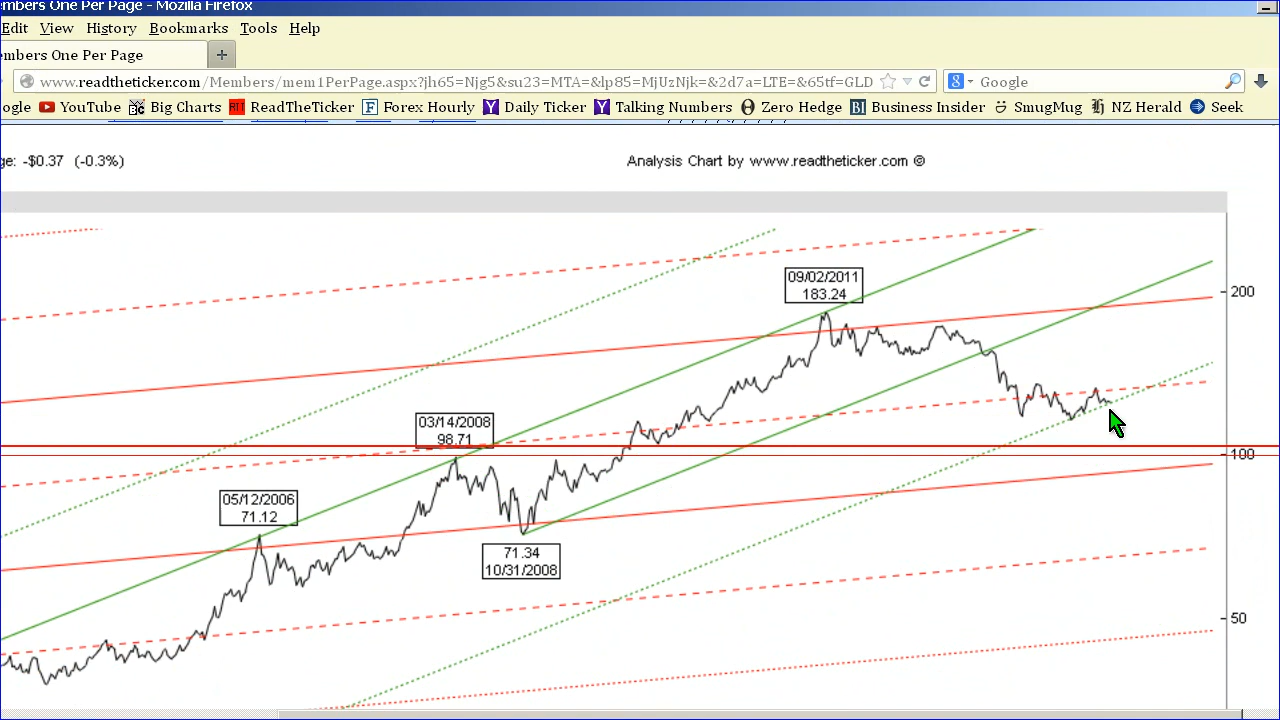 mbers One Per Page - Mozilla Firefox
Edit View History Bookmarks Tools Help
mbers One Per Page +
www.readtheticker.com/Members/mem1PerPage.aspx?jh65=Njg5&su23=MTA=&lp85=MjUzNjk=&2d7a=LTE=&65tf=GLD Google
ogle YouTube Big Charts RTT ReadTheTicker F Forex Hourly Y Daily Ticker Y Talking Numbers Zero Hedge BI Business Insider SmugMug NZ Herald Seek
ge: -$0.37 (-0.3%) Analysis Chart by www.readtheticker.com ©
09/02/2011
183.24
200
03/14/2008
98.71
100
05/12/2006
71.12
71.34
10/31/2008
50